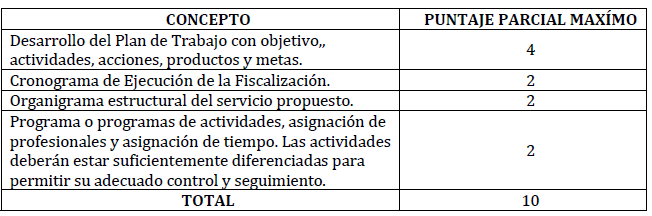 CONCEPTO PUNTAJE PARCIAL MAXÍMO
Desarrollo del Plan de Trabajo con objetivo,,
actividades, acciones, productos y metas.
4
Cronograma de Ejecución de la Fiscalización. 2
Organigrama estructural del servicio propuesto. 2
Programa o programas de actividades, asignación de
profesionales y asignación de tiempo. Las actividades
deberán estar suficientemente diferenciadas para
permitir su adecuado control y seguimiento.
2
TOTAL 10